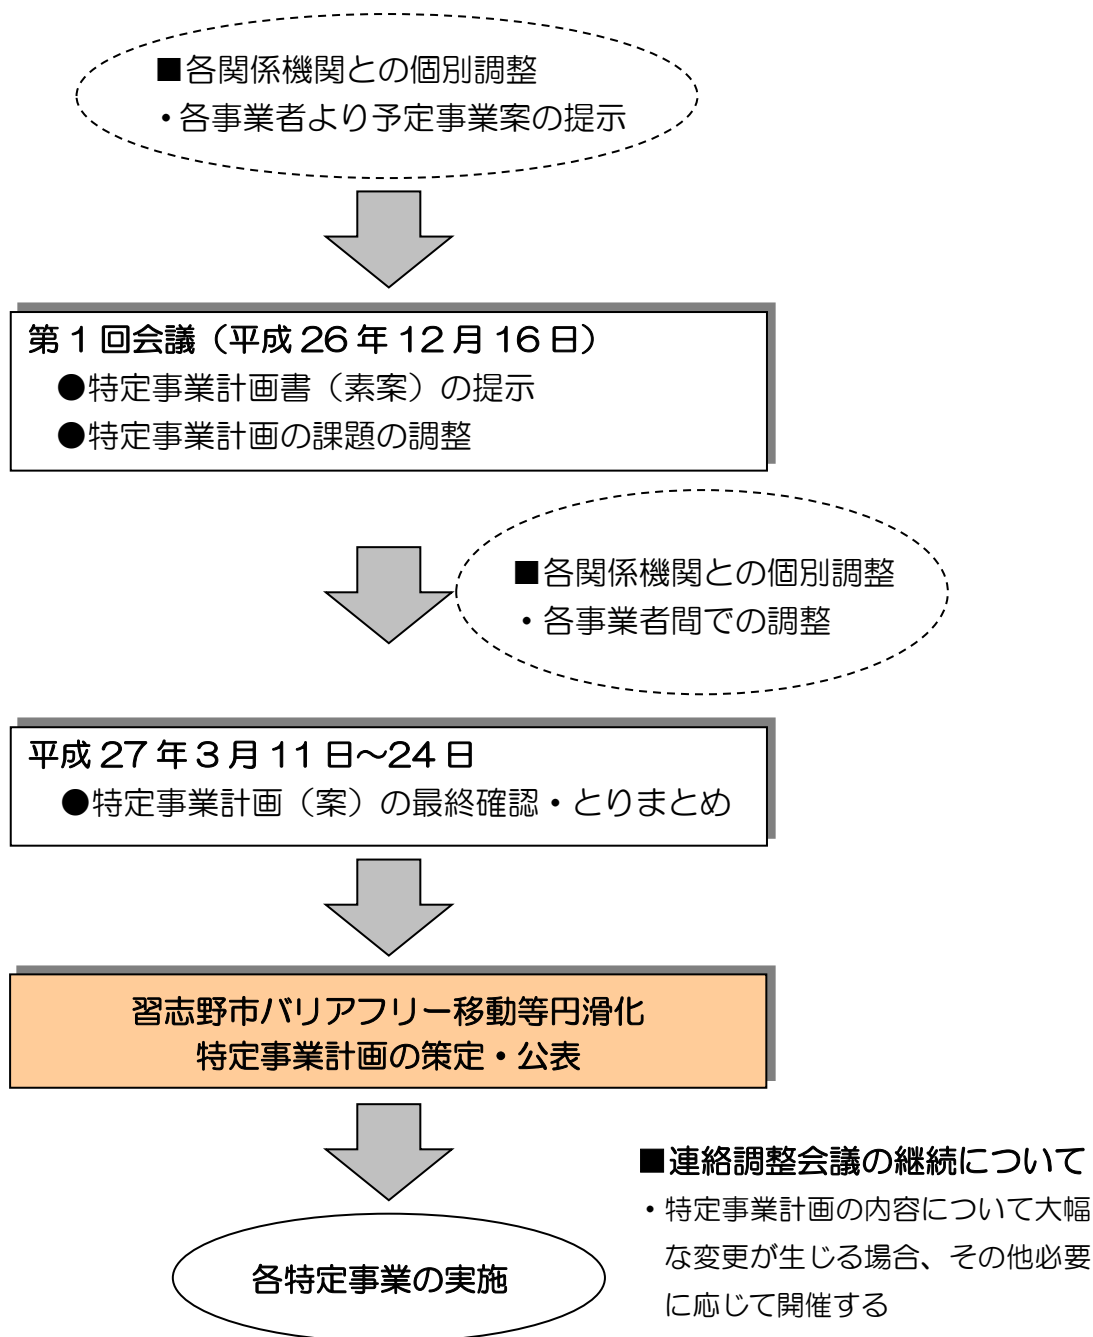 ■各関係機関との個別調整
・各事業者より予定事業案の提示
第1回会議（平成26年12月16日）
●特定事業計画書（素案）の提示
●特定事業計画の課題の調整
■各関係機関との個別調整
・各事業者間での調整
平成27年3月11日～24日
●特定事業計画（案）の最終確認・とりまとめ
習志野市バリアフリー移動等円滑化
特定事業計画の策定・公表
各特定事業の実施
■連絡調整会議の継続について
・特定事業計画の内容について大幅
な変更が生じる場合、その他必要
に応じて開催する